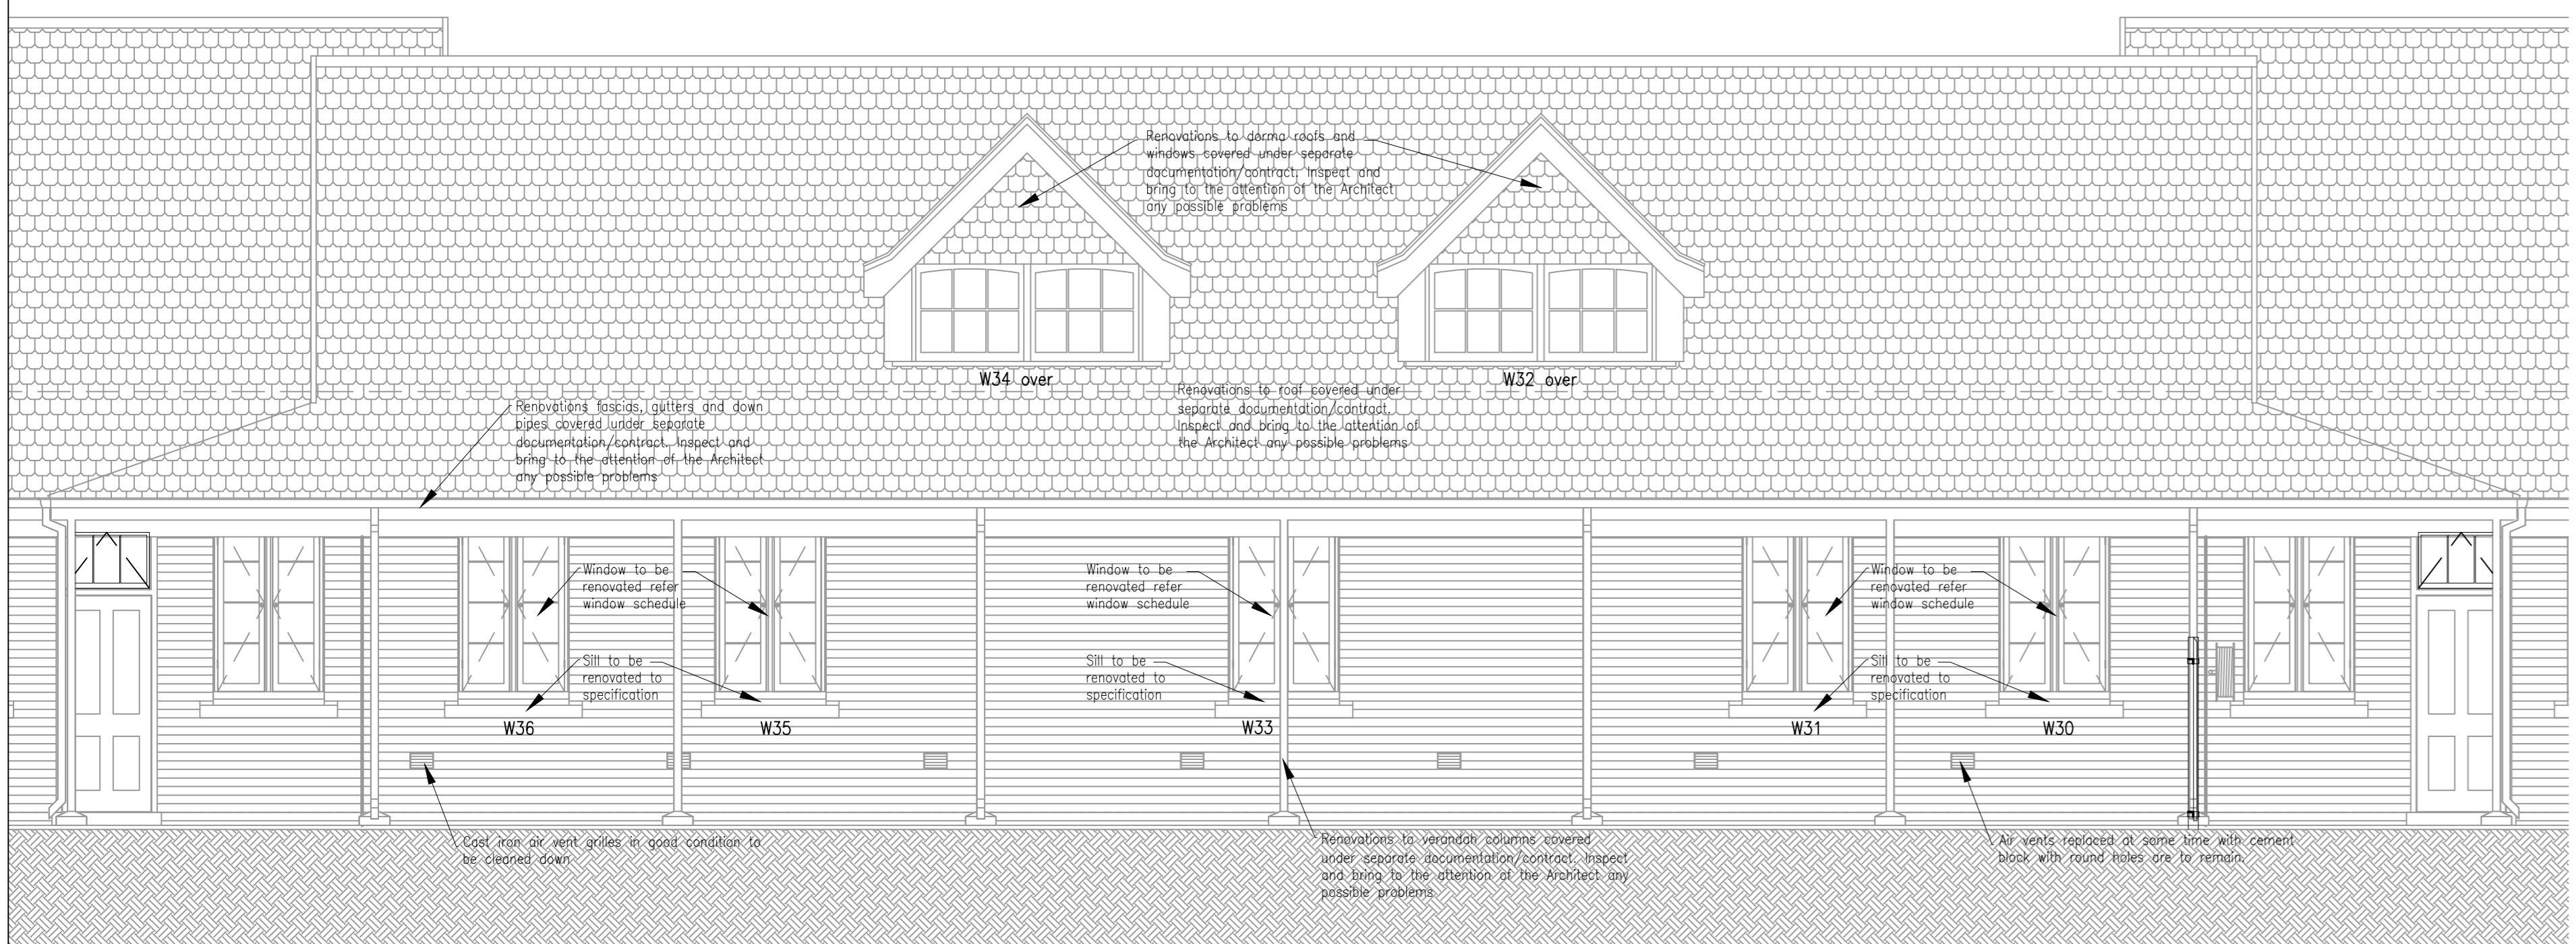 Renovations to dorma roofs and
windows covered under separate
documentation/contract. Inspect and
bring to the attention of the Architect
any possible problems
W34 over
W32 over
Renovations to roof covered under
separate documentation/contract.
Inspect and bring to the attention of
the Architect any possible problems
Renovations fascias, gutters and down
pipes covered under separate
documentation/contract. Inspect and
bring to the attention of the Architect
any possible problems
Window to be
renovated refer
window schedule
Window to be
renovated refer
window schedule
Window to be
renovated refer
window schedule
Sill to be
renovated to
specification
Sill to be
renovated to
specification
Sill to be
renovated to
specification
W36
W35
W33
W31
W30
Cast iron air vent grilles in good condition to
be cleaned down
Renovations to verandah columns covered
under separate documentation/contract. Inspect
and bring to the attention of the Architect any
possible problems
Air vents replaced at some time with cement
block with round holes are to remain.